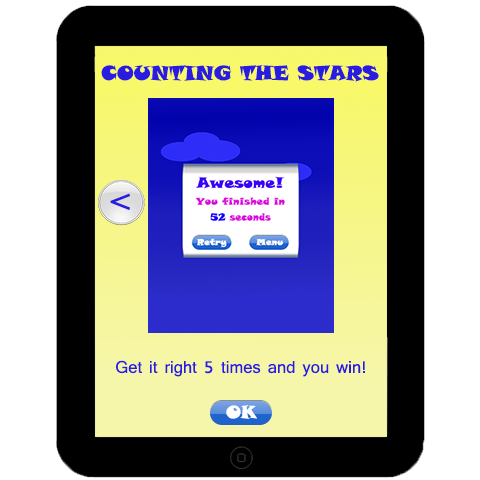 COUNTING THE STARS
<
Awesome!
You finished in
52 seconds
Retry Menu
Get it right 5 times and you win!
OK